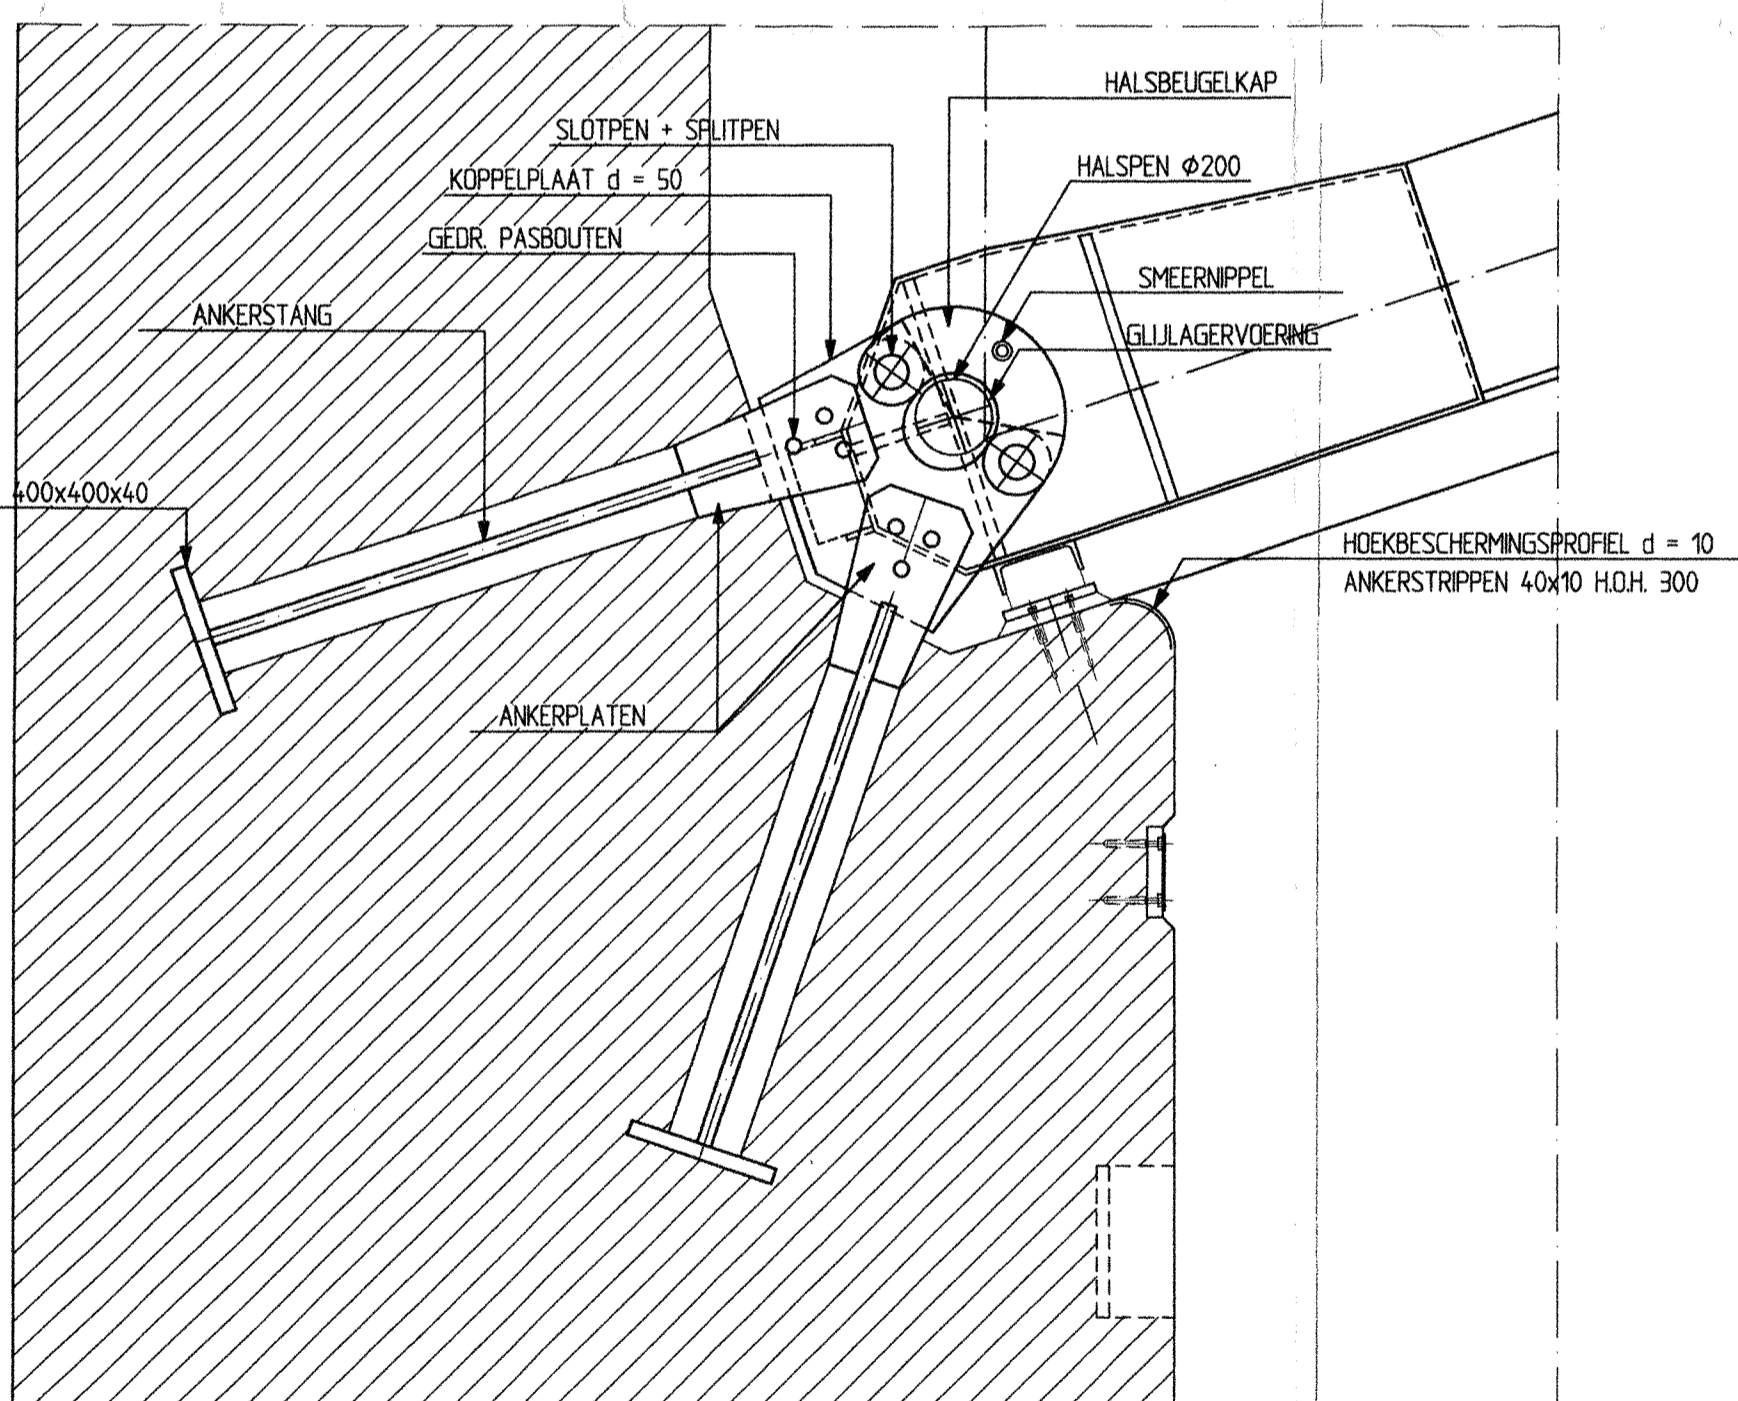 HALSBEUGELKAP
SLOTPEN + SPLITPEN
HALSPEN Φ200
KOPPELPLAAT d = 50
GEDR. PASBOUTEN
SMEERNIPPEL
ANKERSTANG
GLIJLAGERVOERING
400x400x40
HOEKBESCHERMINGSPROFIEL d = 10
ANKERSTRIPPEN 40x10 H.O.H. 300
ANKERPLATEN